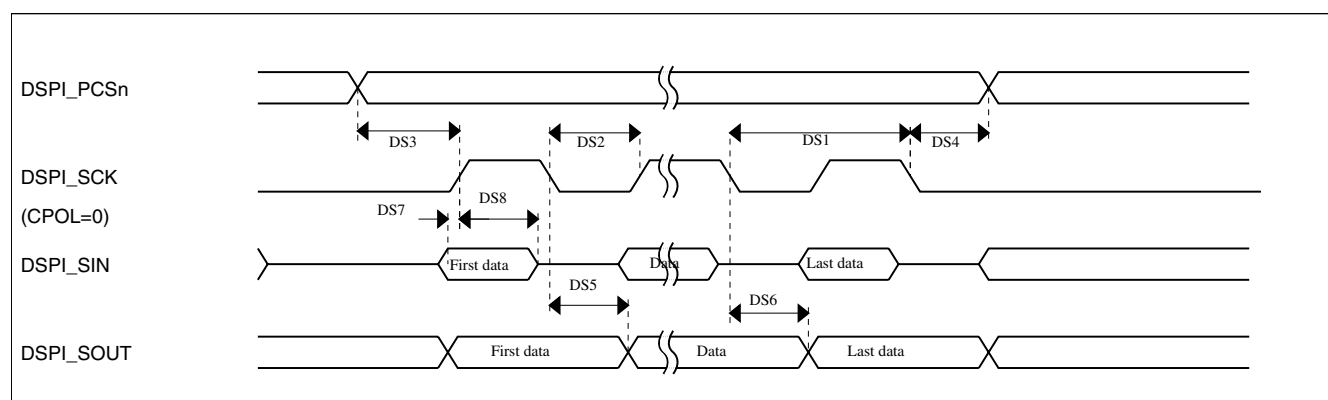 DSPI_PCSn
DS3
DS2
DS1
DS4
DSPI_SCK
(CPOL=0)
DS7
DS8
DSPI_SIN
First data
Data
Last data
DS5
DS6
DSPI_SOUT
First data
Data
Last data